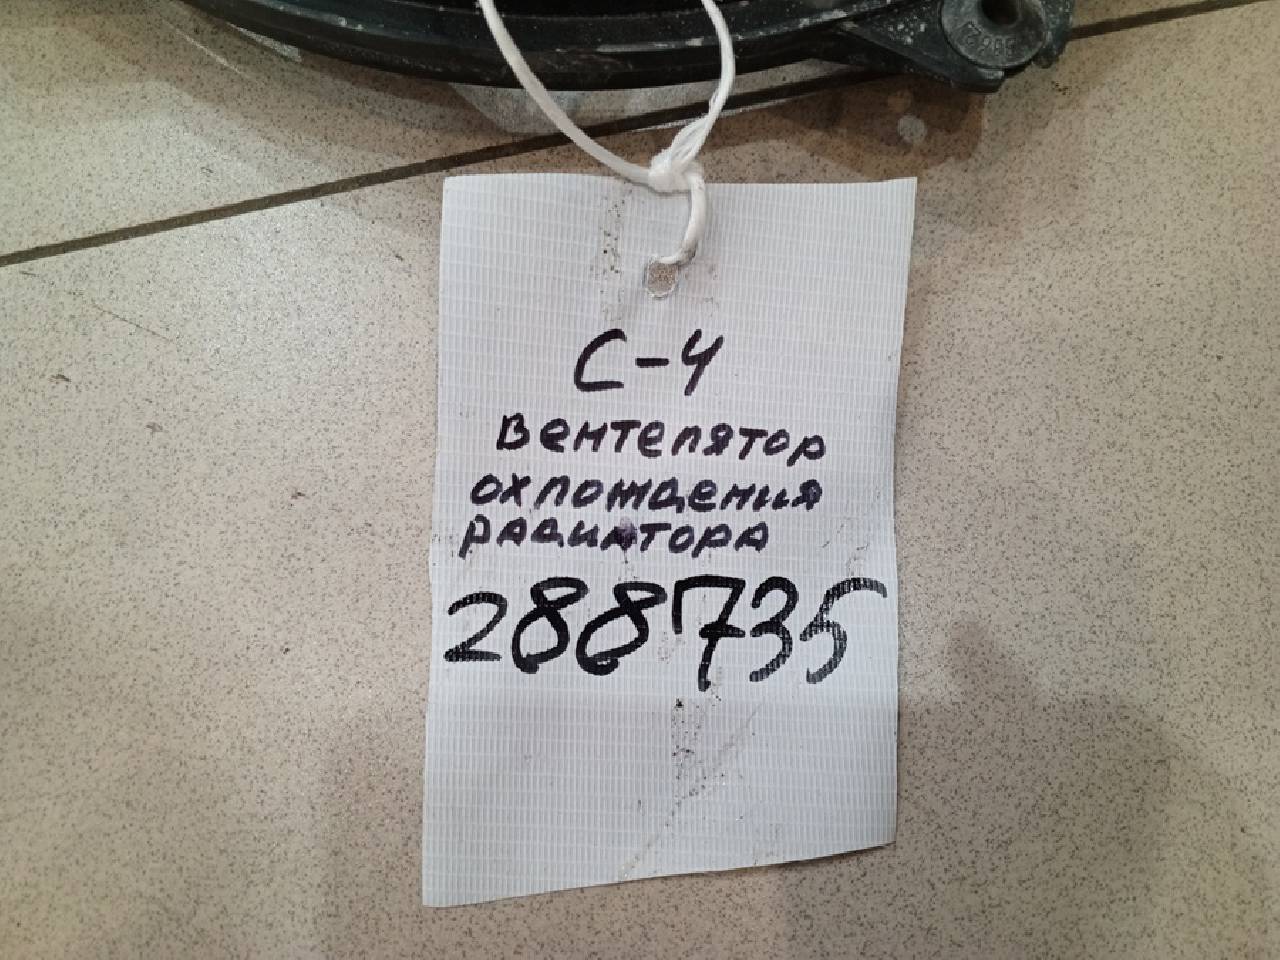 С-4
Вентелятор
охлождения
радиатора
288735